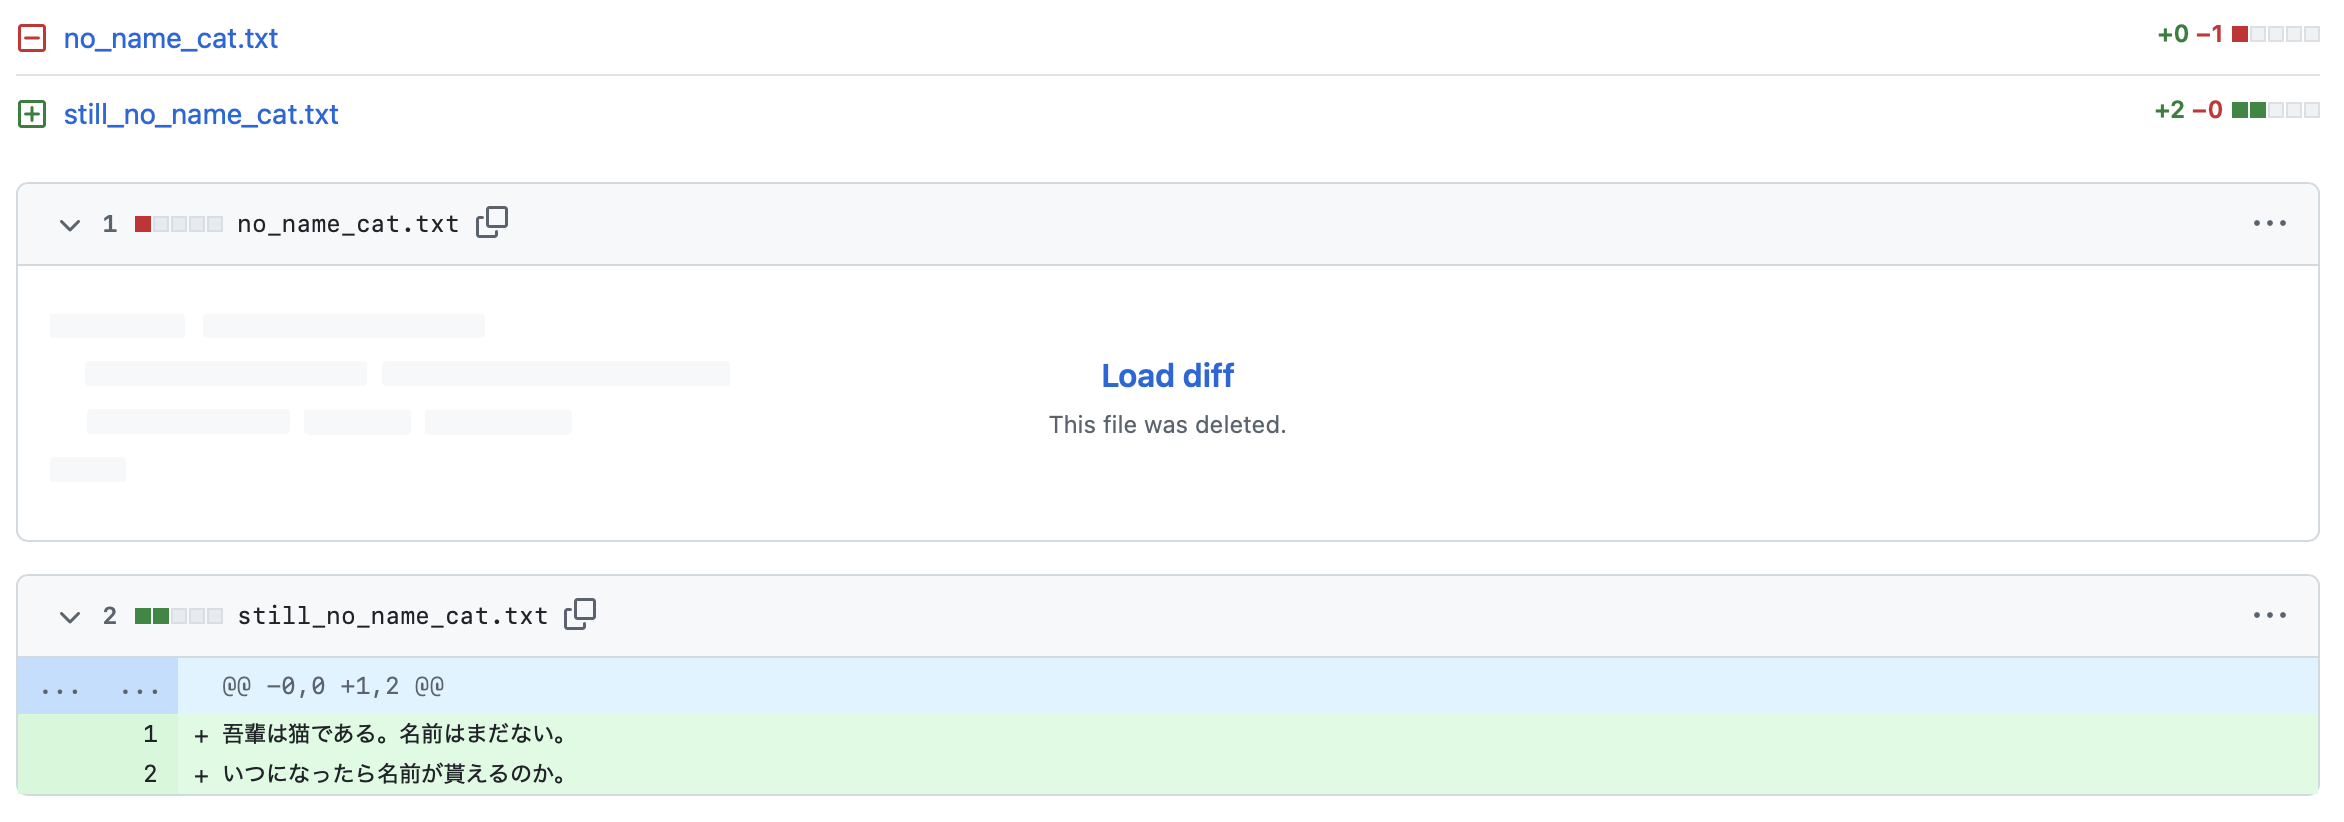 no_name_cat.txt +0 −1
still_no_name_cat.txt +2 −0
1 no_name_cat.txt ...
Load diff
This file was deleted.
2 still_no_name_cat.txt ...
... ... @@ −0,0 +1,2 @@
1 + 吾輩は猫である。名前はまだない。
2 + いつになったら名前が貰えるのか。